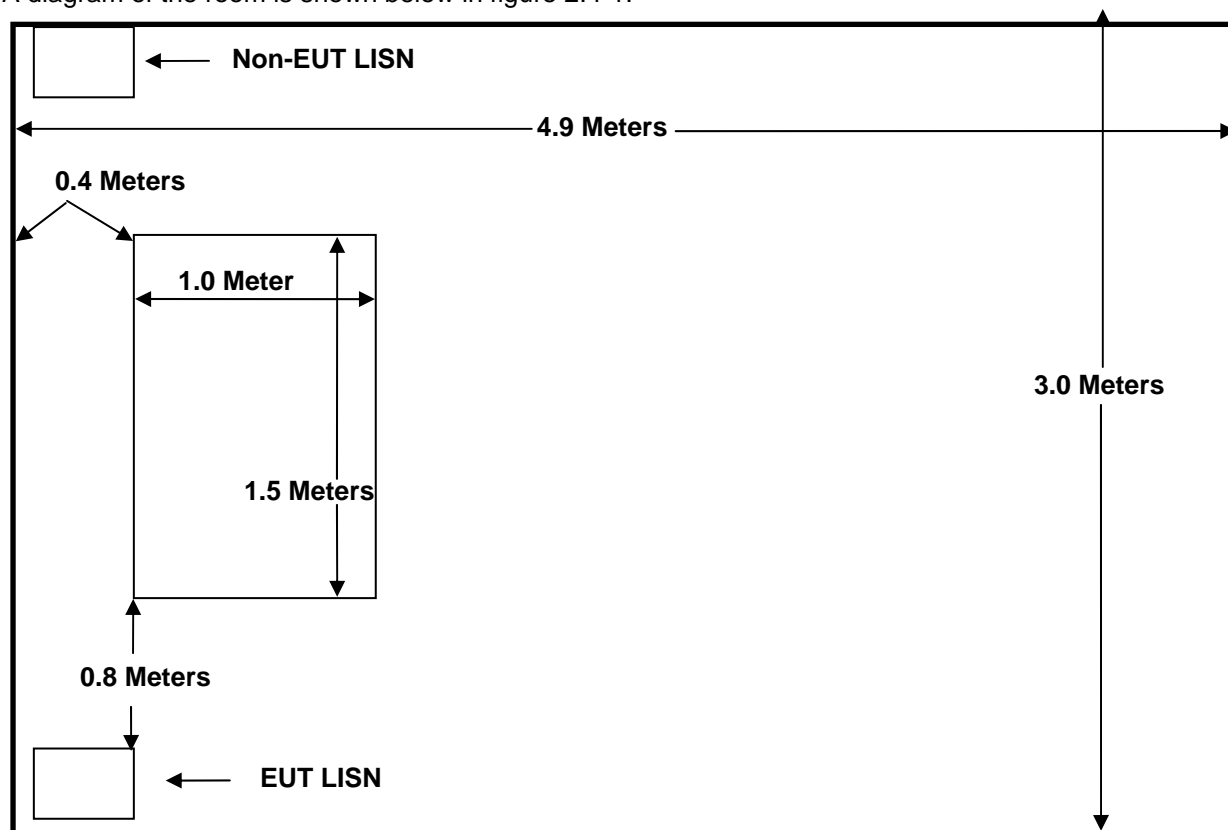 A diagram of the room is shown below in figure 2.4-1.
Non-EUT LISN
4.9 Meters
0.4 Meters
1.0 Meter
3.0 Meters
1.5 Meters
0.8 Meters
EUT LISN